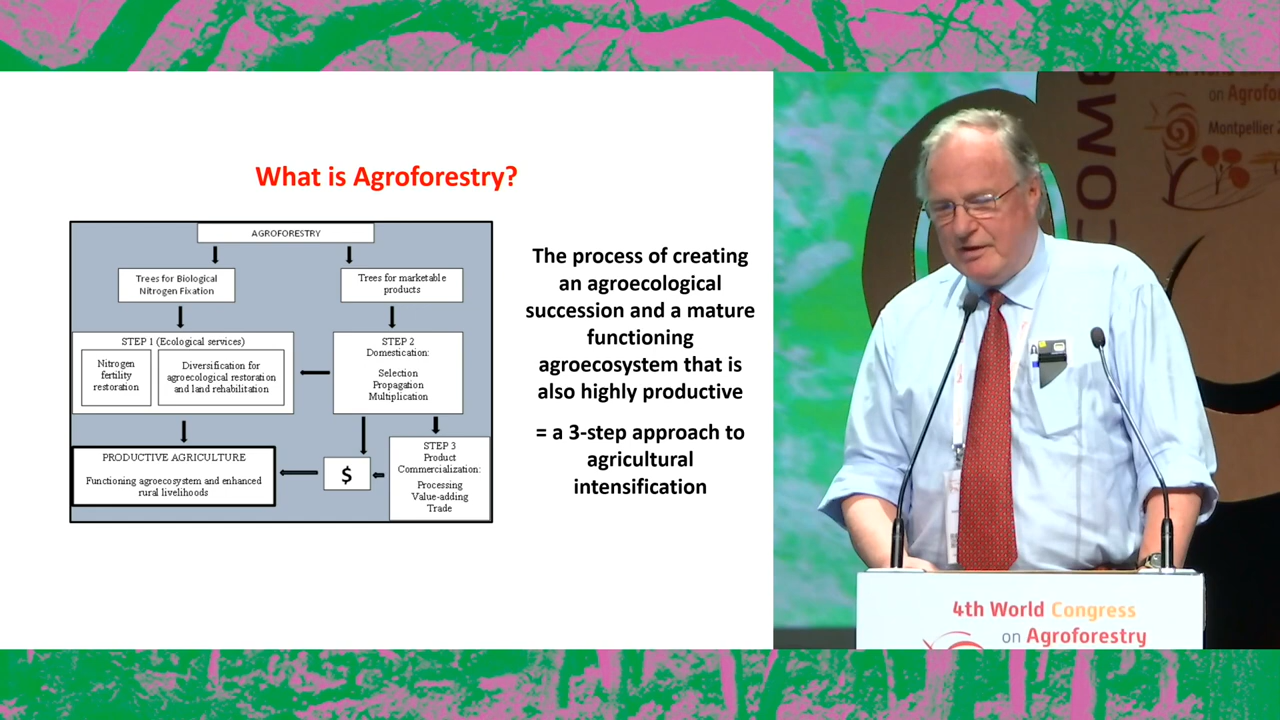 What is Agroforestry?
AGROFORESTRY
Trees for Biological
Nitrogen Fixation
Trees for marketable
products
STEP 1 (Ecological services)
Nitrogen
fertility
restoration
Diversification for
agroecological restoration
and land rehabilitation
STEP 2
Domestication:
Selection
Propagation
Multiplication
PRODUCTIVE AGRICULTURE
Functioning agroecosystem and enhanced
rural livelihoods
$
STEP 3
Product
Commercialization:
Processing
Value-adding
Trade
The process of creating
an agroecological
succession and a mature
functioning
agroecosystem that is
also highly productive
= a 3-step approach to
agricultural
intensification
COME
World
on Agrofo
Montpellier
4th World Congress
on Agroforestry